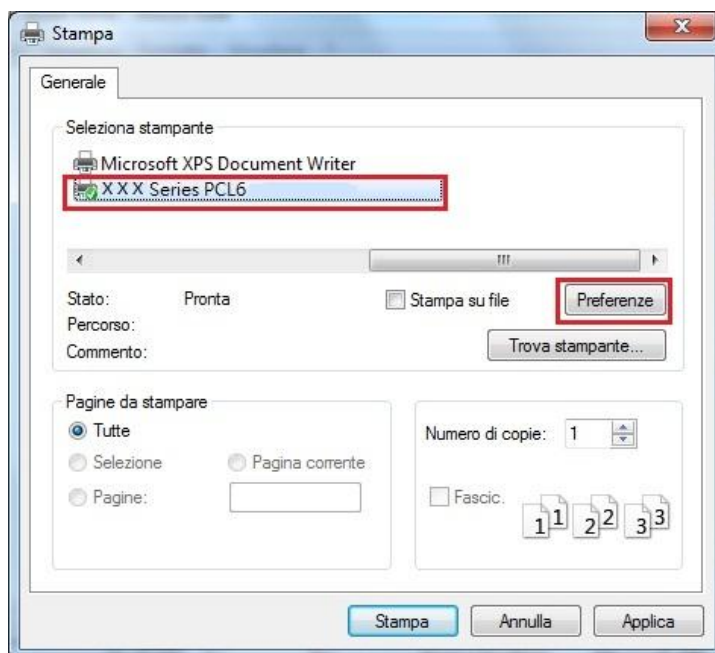 Stampa
Generale
Seleziona stampante
Microsoft XPS Document Writer
X X X Series PCL6
Stato: Pronta
Stampa su file
Preferenze
Percorso:
Commento:
Trova stampante...
Pagine da stampare
Tutte
Selezione
Pagina corrente
Pagine:
Numero di copie: 1
Fascic.
1 1 2 2 3 3
Stampa
Annulla
Applica